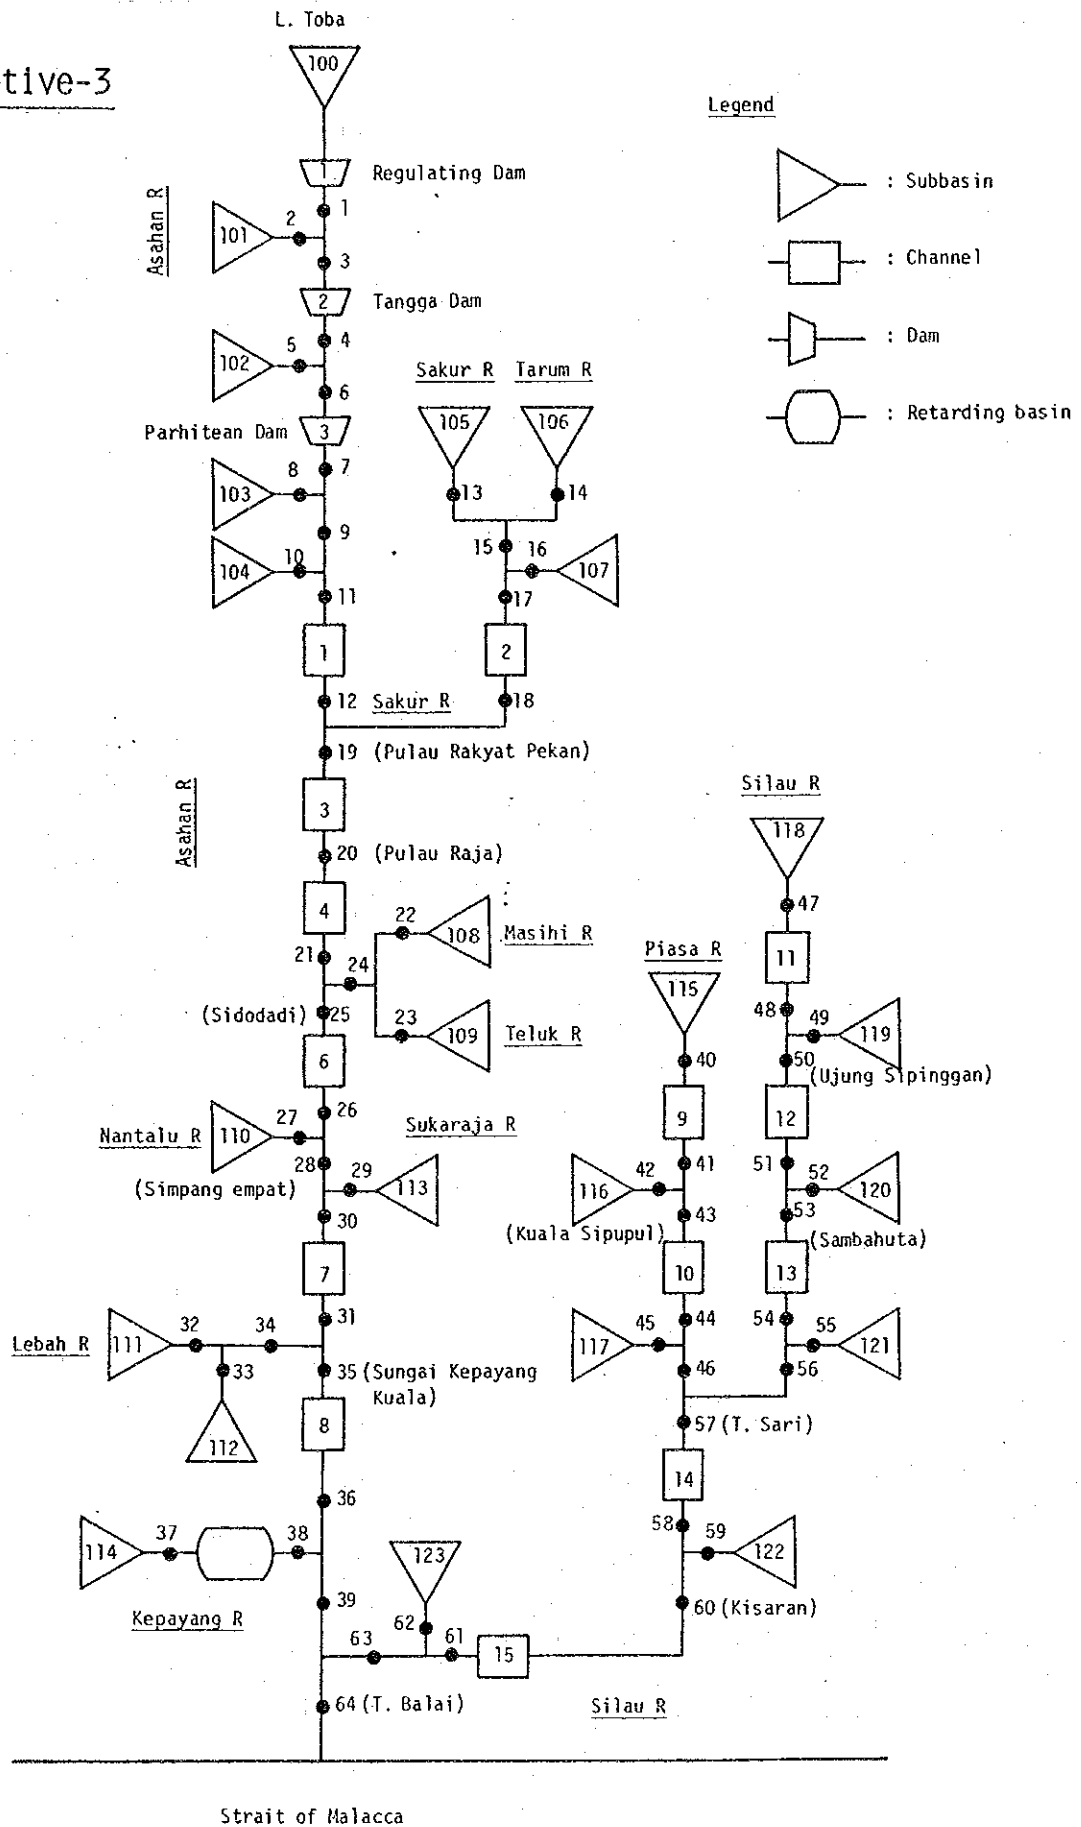 L. Toba
100
tive-3
Legend
1 Regulating Dam
: Subbasin
Asahan R
1
2
101
3
: Channel
2 Tangga Dam
4
5
102
6
: Dam
Sakur R Tarum R
105 106
: Retarding basin
Parhitean Dam 3
7
8
103
13 14
9
15 16
10
104
107
11 17
1 2
12 Sakur R 18
19 (Pulau Rakyat Pekan)
Asahan R
3
Silau R
118
20 (Pulau Raja)
4
22
108 Masihi R
47
21 24
Piasa R
11
115
(Sidodadi) 25
23
109 Teluk R
48 49
119
6
40
50
(Ujung Sipinggan)
26
27
Nantalu R 110
Sukaraja R
9 12
28
(Simpang empat)
29
113
41 51
42
116
52
120
30
43 53
(Kuala Sipupul) (Sambahuta)
7
10 13
31
Lebah R 111
32 34
44 54
45
117
55
121
33
35 (Sungai Kepayang
Kuala)
46 56
8
57 (T. Sari)
112
14
36
58 59
122
37 38
114
123
39
60 (Kisaran)
Kepayang R
62
63 61
15
64 (T. Balai)
Silau R
Strait of Malacca